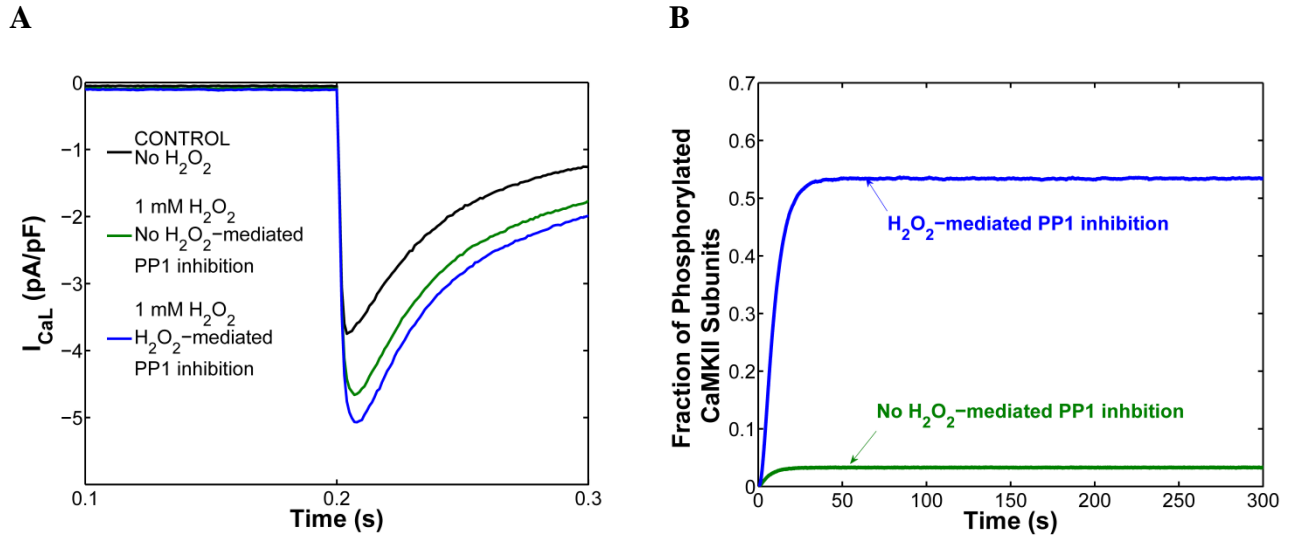 A
B
0
−1
−2
−3
−4
−5
I_CaL (pA/pF)
CONTROL
No H₂O₂
1 mM H₂O₂
No H₂O₂−mediated
PP1 inhibition
1 mM H₂O₂
H₂O₂−mediated
PP1 inhibition
0.1
0.2
0.3
Time (s)
Fraction of Phosphorylated
CaMKII Subunits
0.7
0.6
0.5
0.4
0.3
0.2
0.1
0
H₂O₂−mediated PP1 inhibition
No H₂O₂−mediated PP1 inhbition
0
50
100
150
200
250
300
Time (s)